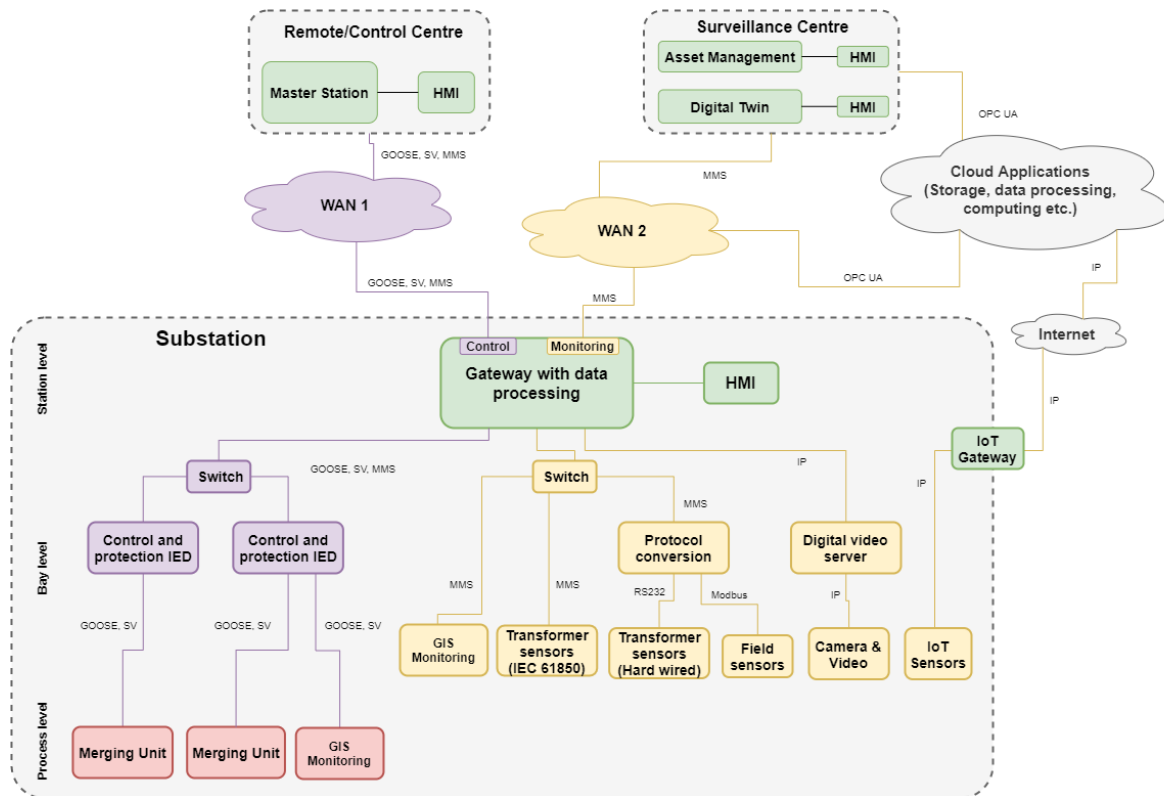 Remote/Control Centre
Master Station
HMI
Surveillance Centre
Asset Management
HMI
Digital Twin
HMI
OPC UA
GOOSE, SV, MMS
MMS
Cloud Applications
(Storage, data processing,
computing etc.)
WAN 1
WAN 2
GOOSE, SV, MMS
MMS
OPC UA
IP
Internet
IP
Substation
Station level
Control
Monitoring
Gateway with data
processing
HMI
IoT
Gateway
GOOSE, SV, MMS
Switch
Switch
IP
IP
MMS
Bay level
Control and
protection IED
Control and
protection IED
Protocol
conversion
Digital video
server
MMS
MMS
RS232
Modbus
IP
GOOSE, SV
GOOSE, SV
GOOSE, SV
GIS
Monitoring
Transformer
sensors
(IEC 61850)
Transformer
sensors
(Hard wired)
Field
sensors
Camera &
Video
IoT
Sensors
Process level
Merging Unit
Merging Unit
GIS
Monitoring